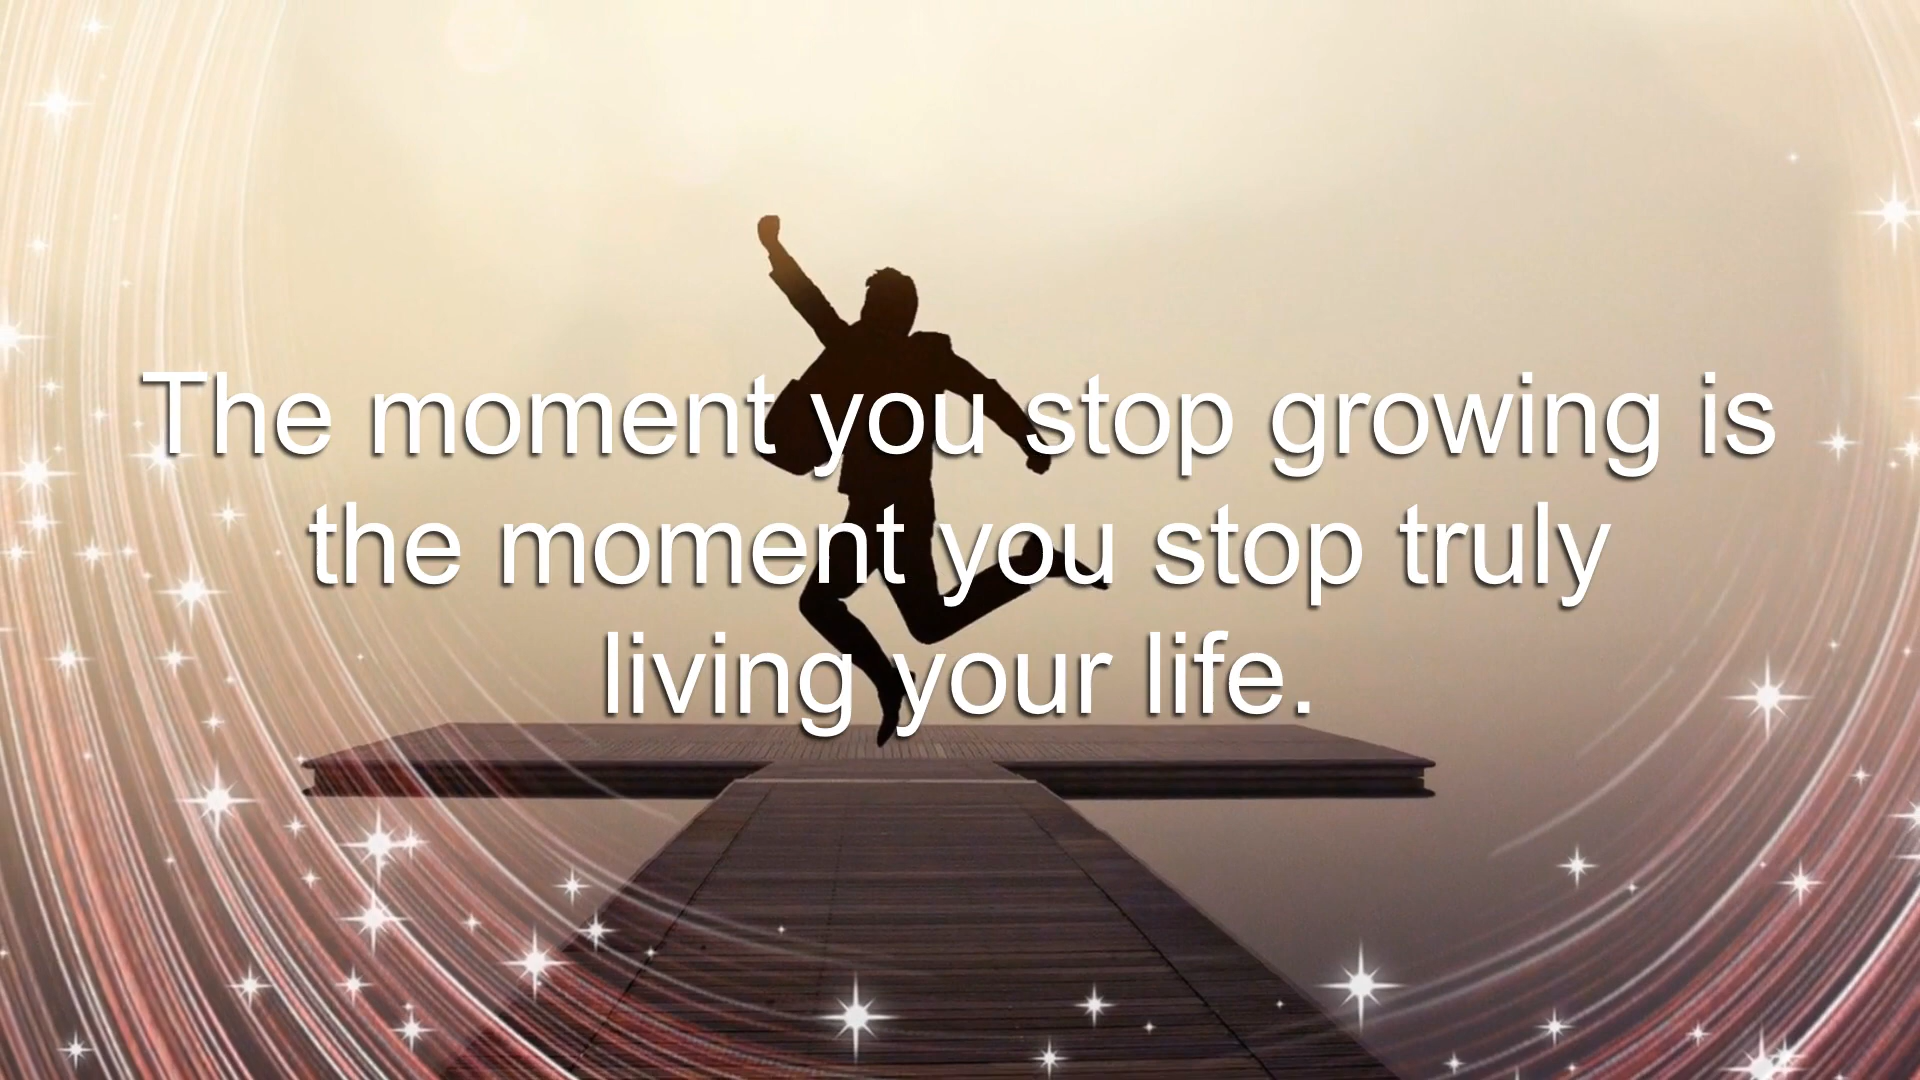 The moment you stop growing is
the moment you stop truly
living your life.